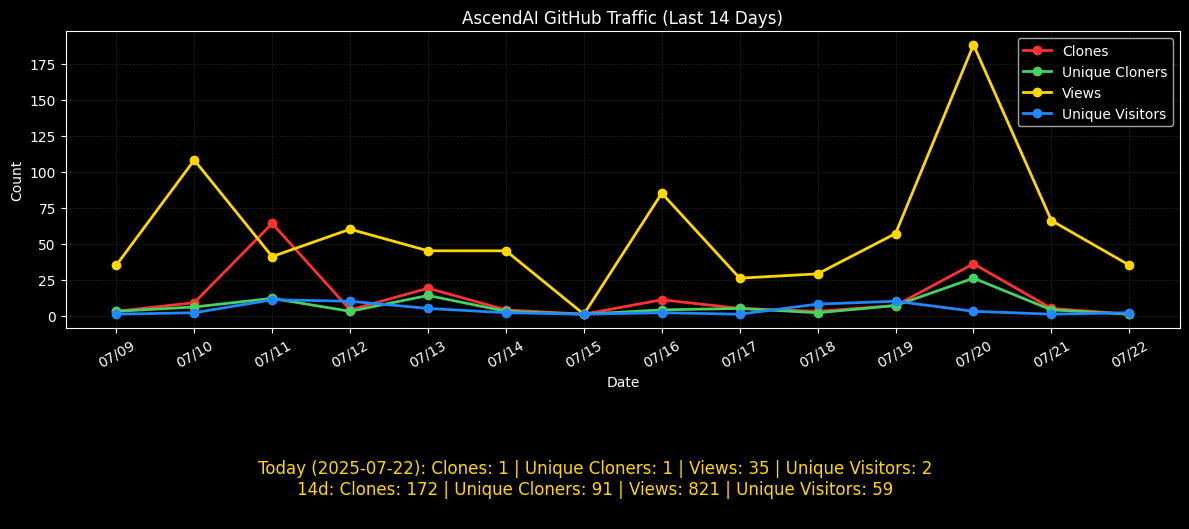 AscendAI GitHub Traffic (Last 14 Days)
Clones
Unique Cloners
Views
Unique Visitors
Count
175
150
125
100
75
50
25
0
07/09 07/10 07/11 07/12 07/13 07/14 07/15 07/16 07/17 07/18 07/19 07/20 07/21 07/22
Date
Today (2025-07-22): Clones: 1 | Unique Cloners: 1 | Views: 35 | Unique Visitors: 2
14d: Clones: 172 | Unique Cloners: 91 | Views: 821 | Unique Visitors: 59